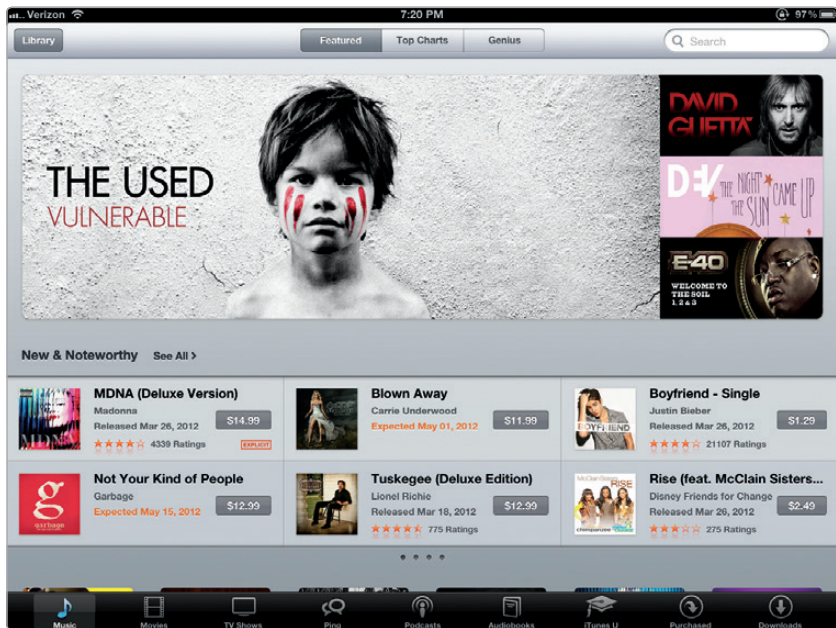 Verizon 7:20 PM 97%
Library Featured Top Charts Genius Search
THE USED
VULNERABLE
DAVID
GUETTA
DEV THE NIGHT THE SUN CAME UP
E-40
WELCOME TO
THE SOIL
1, 2 & 3
New & Noteworthy See All >
MDNA (Deluxe Version)
Madonna
Released Mar 26, 2012
$14.99
4339 Ratings EXPLICIT
Blown Away
Carrie Underwood
Expected May 01, 2012
$11.99
Boyfriend - Single
Justin Bieber
Released Mar 26, 2012
$1.29
21107 Ratings
Not Your Kind of People
Garbage
Expected May 15, 2012
$12.99
Tuskegee (Deluxe Edition)
Lionel Richie
Released Mar 18, 2012
$12.99
775 Ratings
Rise (feat. McClain Sisters...
Disney Friends for Change
Released Mar 26, 2012
$2.49
275 Ratings
MDNA
BOYFRIEND
g
garbage
McClain Sisters
RISE
chimpanzee
Music Movies TV Shows Ping Podcasts Audiobooks iTunes U Purchased Downloads